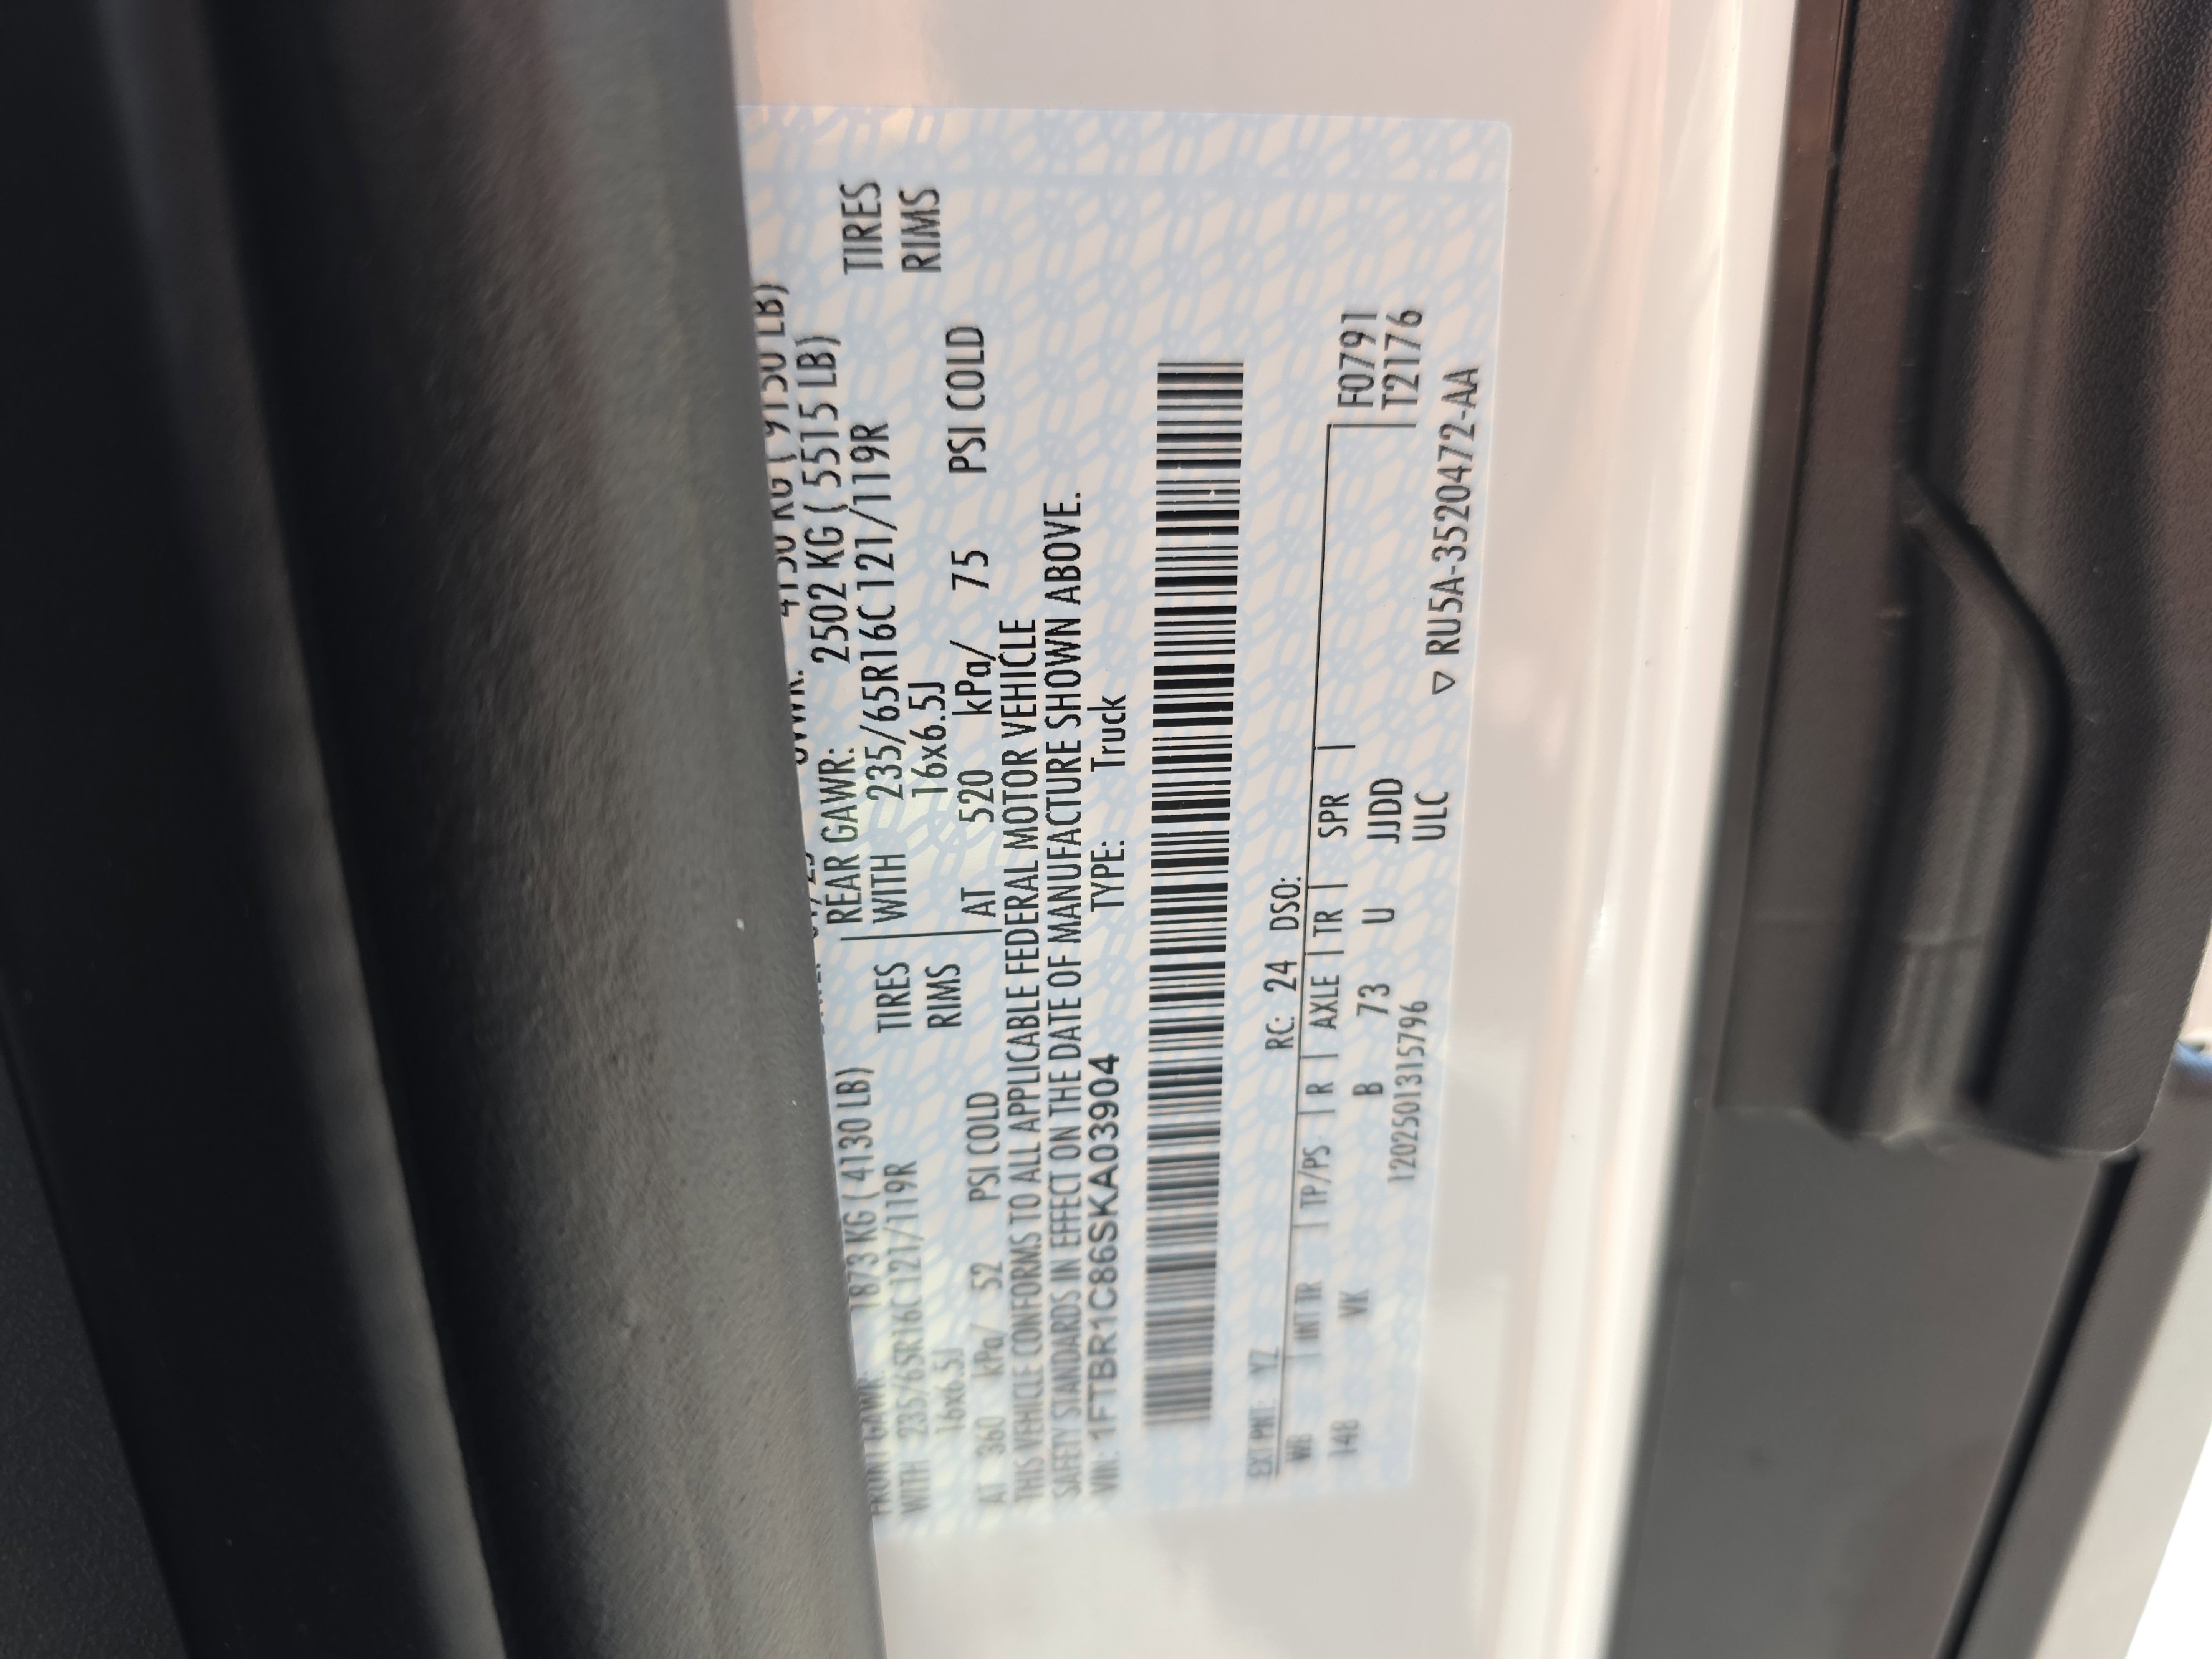 9150 LB)
FRONT GAWR: 1873 KG ( 4130 LB) REAR GAWR: 2502 KG ( 5515 LB)
WITH 235/65R16C 121/119R TIRES WITH 235/65R16C 121/119R TIRES
16x6.5J RIMS 16x6.5J RIMS
AT 360 kPa/ 52 PSI COLD AT 520 kPa/ 75 PSI COLD
THIS VEHICLE CONFORMS TO ALL APPLICABLE FEDERAL MOTOR VEHICLE
SAFETY STANDARDS IN EFFECT ON THE DATE OF MANUFACTURE SHOWN ABOVE.
VIN: 1FTBR1C86SKA03904 TYPE: Truck
EXT PNT: YZ RC: 24 DSO:
WB INT TR TP/PS R AXLE TR SPR F0791
148 VK B 73 U JJDD T2176
1202501315796 ULC ▽ RU5A-3520472-AA